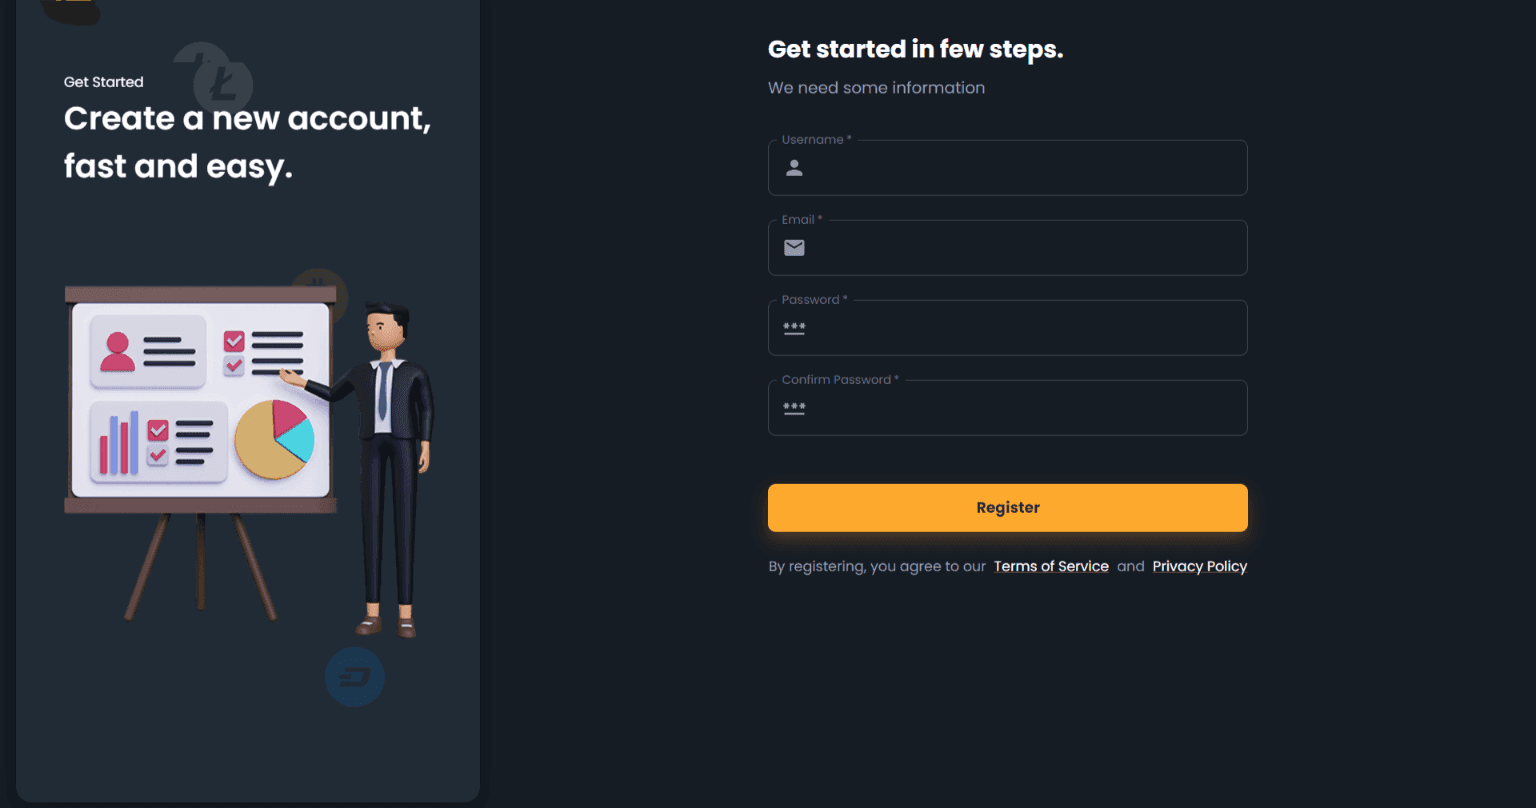 Get Started
Create a new account,
fast and easy.
Get started in few steps.
We need some information
Username *
Email *
Password *
***
Confirm Password *
***
Register
By registering, you agree to our Terms of Service and Privacy Policy